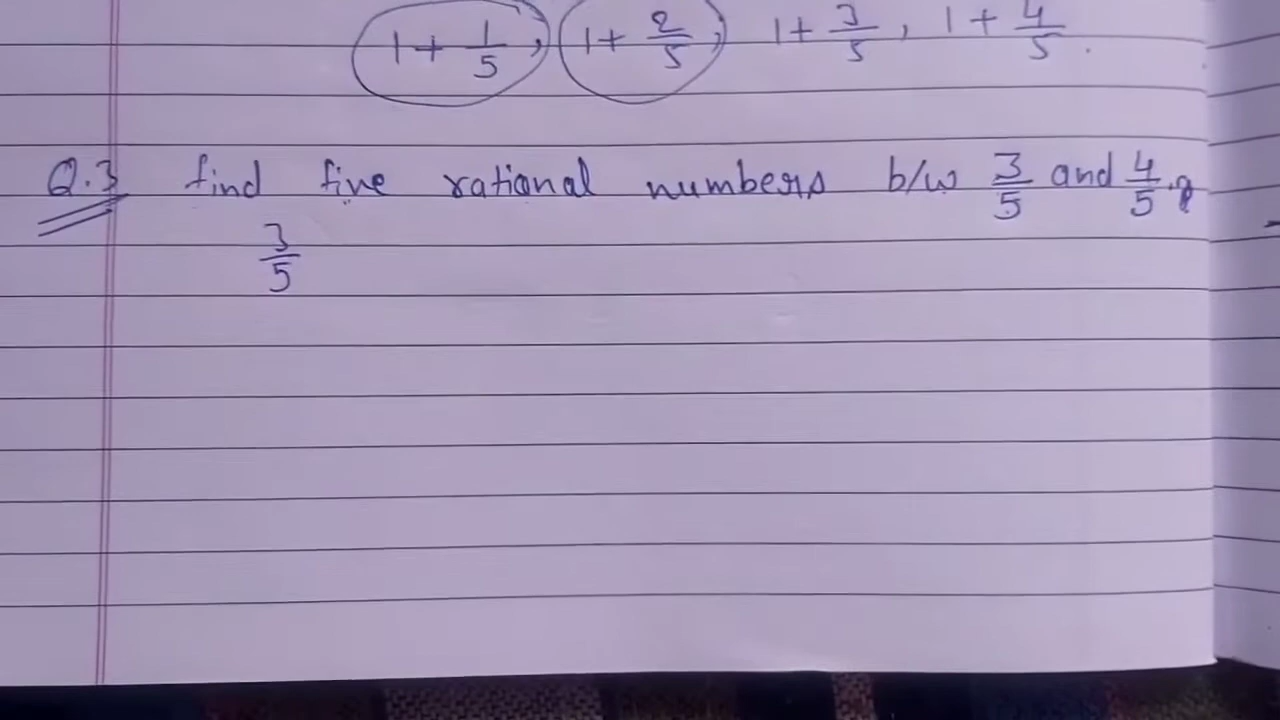 1 + 1/5, 1 + 2/5, 1 + 3/5, 1 + 4/5.
Q.3 find five rational numbers b/w 3/5 and 4/5.?
3/5